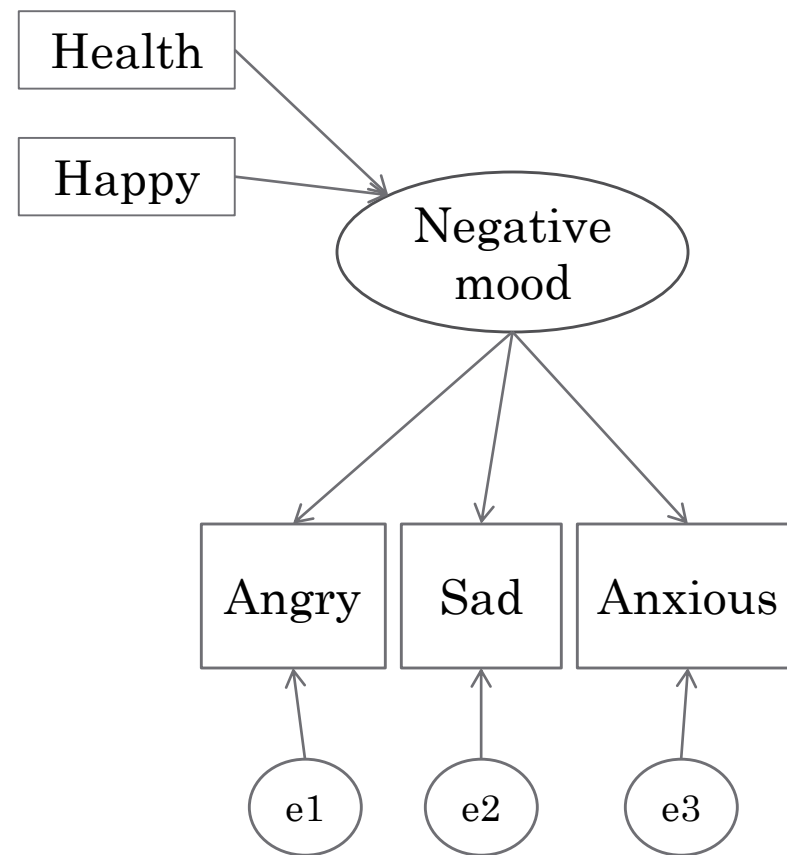 Health
Happy
Negative
mood
Angry
Sad
Anxious
e1
e2
e3